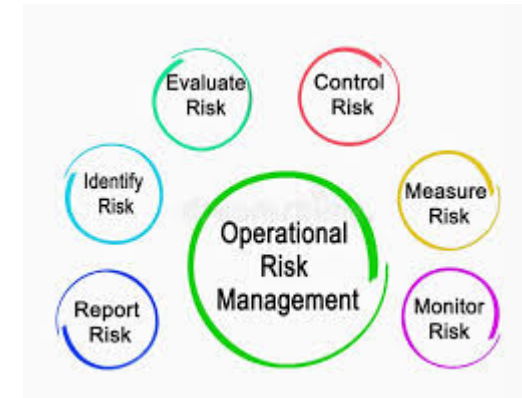 Evaluate
Risk
Control
Risk
Identify
Risk
Measure
Risk
Operational
Risk
Management
Report
Risk
Monitor
Risk